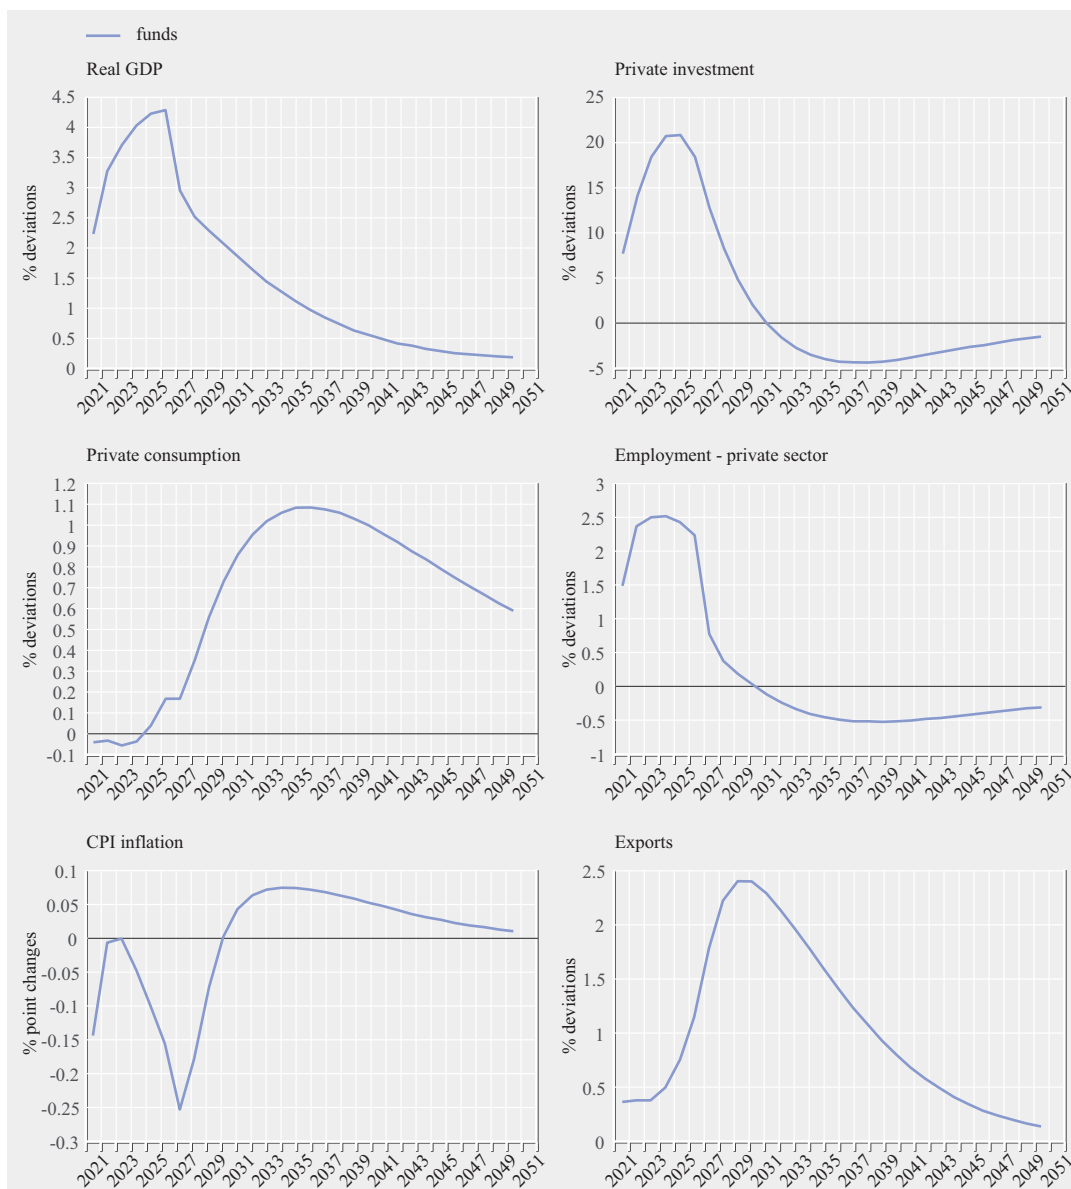 funds
Real GDP
Private investment
4.5
4
3.5
3
2.5
2
1.5
1
0.5
0
% deviations
25
20
15
10
5
0
-5
% deviations
2021 2023 2025 2027 2029 2031 2033 2035 2037 2039 2041 2043 2045 2047 2049 2051
2021 2023 2025 2027 2029 2031 2033 2035 2037 2039 2041 2043 2045 2047 2049 2051
Private consumption
Employment - private sector
1.2
1.1
1
0.9
0.8
0.7
0.6
0.5
0.4
0.3
0.2
0.1
0
-0.1
% deviations
3
2.5
2
1.5
1
0.5
0
-0.5
-1
% deviations
2021 2023 2025 2027 2029 2031 2033 2035 2037 2039 2041 2043 2045 2047 2049 2051
2021 2023 2025 2027 2029 2031 2033 2035 2037 2039 2041 2043 2045 2047 2049 2051
CPI inflation
Exports
0.1
0.05
0
-0.05
-0.1
-0.15
-0.2
-0.25
-0.3
% point changes
2.5
2
1.5
1
0.5
0
% deviations
2021 2023 2025 2027 2029 2031 2033 2035 2037 2039 2041 2043 2045 2047 2049 2051
2021 2023 2025 2027 2029 2031 2033 2035 2037 2039 2041 2043 2045 2047 2049 2051